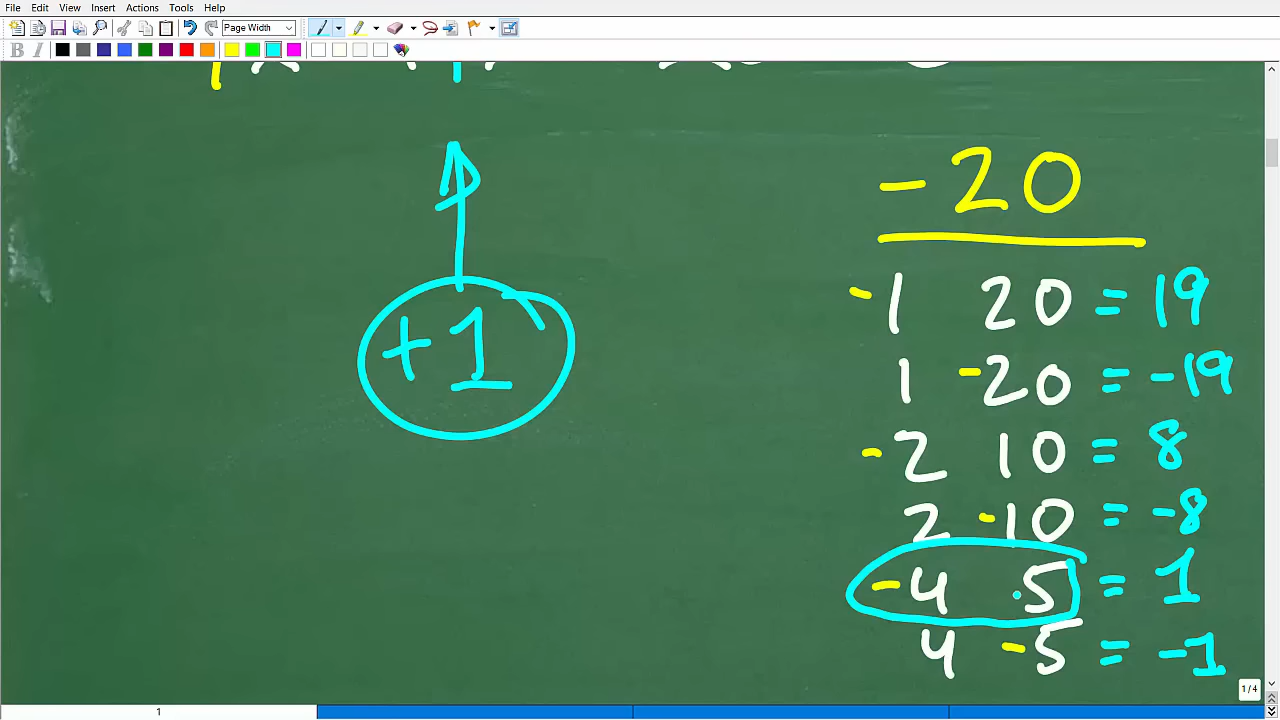 File Edit View Insert Actions Tools Help
Page Width
B I
- 20
-1 20 = 19
+1
1 -20 = -19
-2 10 = 8
2 -10 = -8
-4 5 = 1
4 -5 = -1
1/4
1